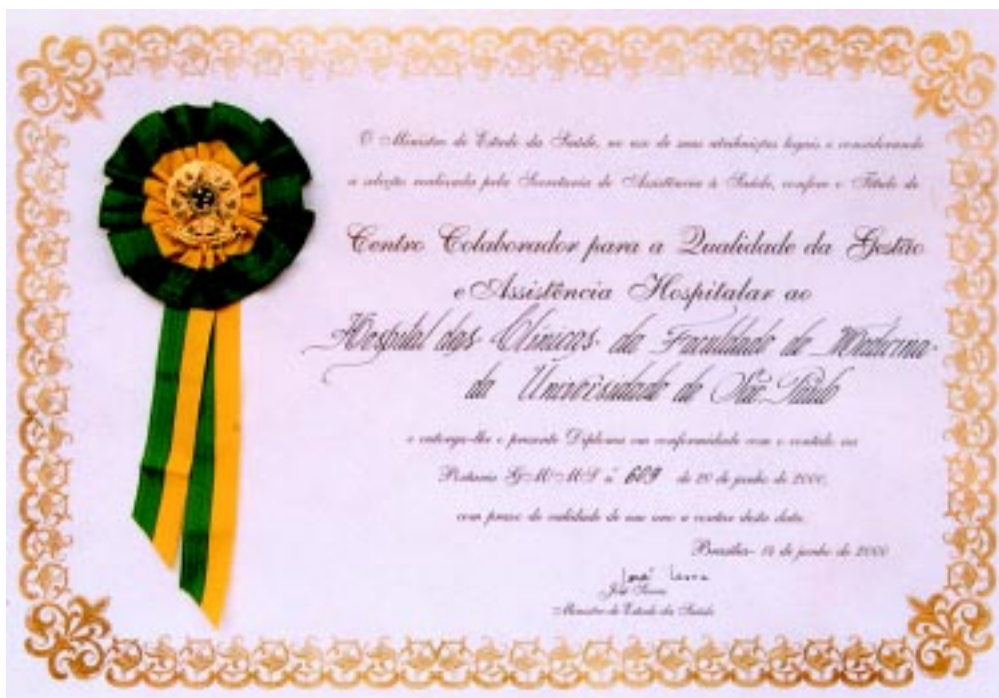 O Ministro de Estado da Saúde, no uso de suas atribuições legais e considerando
a seleção realizada pela Secretaria de Assistência à Saúde, confere o Título de
Centro Colaborador para a Qualidade da Gestão
e Assistência Hospitalar ao
Hospital das Clínicas da Faculdade de Medicina
da Universidade de São Paulo
e outorga-lhe o presente Diploma em conformidade com o contido na
Portaria GM/MS nº 609 de de junho de 2000,
com prazo de validade de um ano a contar desta data.
Brasília, 14 de junho de 2000
José Serra
José Serra
Ministro de Estado da Saúde